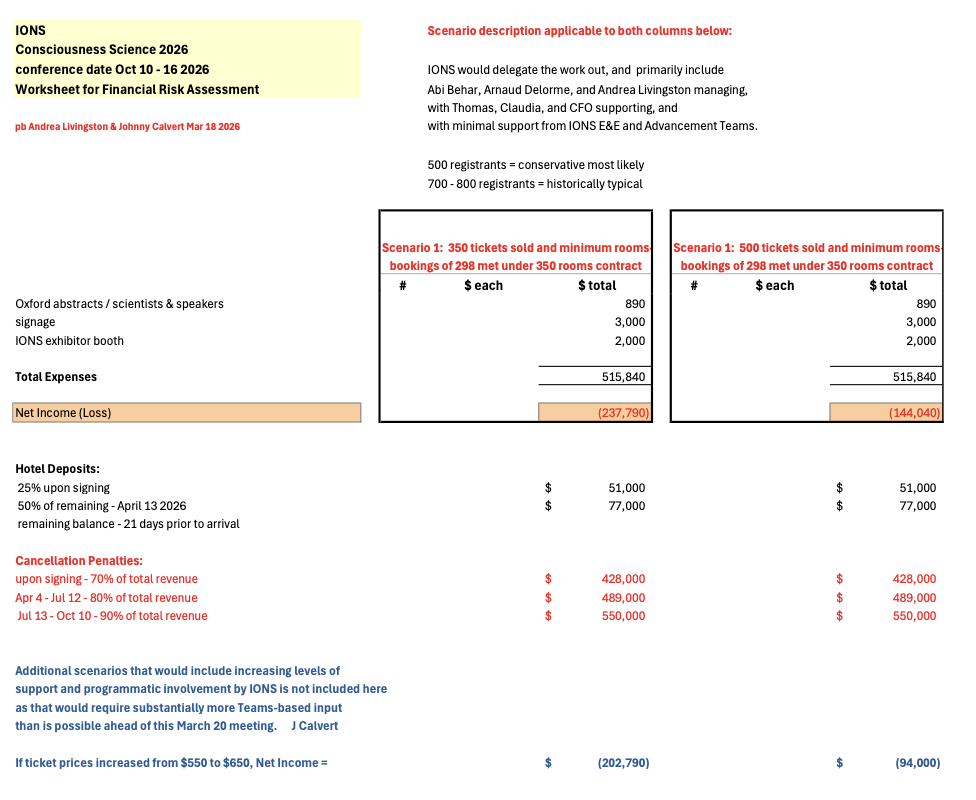 IONS
Consciousness Science 2026
conference date Oct 10 - 16 2026
Worksheet for Financial Risk Assessment
pb Andrea Livingston & Johnny Calvert Mar 18 2026
Scenario description applicable to both columns below:
IONS would delegate the work out, and primarily include
Abi Behar, Arnaud Delorme, and Andrea Livingston managing,
with Thomas, Claudia, and CFO supporting, and
with minimal support from IONS E&E and Advancement Teams.
500 registrants = conservative most likely
700 - 800 registrants = historically typical
Scenario 1: 350 tickets sold and minimum rooms-
bookings of 298 met under 350 rooms contract
Scenario 1: 500 tickets sold and minimum rooms-
bookings of 298 met under 350 rooms contract
# $ each $ total # $ each $ total
Oxford abstracts / scientists & speakers 890 890
signage 3,000 3,000
IONS exhibitor booth 2,000 2,000
Total Expenses 515,840 515,840
Net Income (Loss) (237,790) (144,040)
Hotel Deposits:
25% upon signing $ 51,000 $ 51,000
50% of remaining - April 13 2026 $ 77,000 $ 77,000
remaining balance - 21 days prior to arrival
Cancellation Penalties:
upon signing - 70% of total revenue $ 428,000 $ 428,000
Apr 4 - Jul 12 - 80% of total revenue $ 489,000 $ 489,000
Jul 13 - Oct 10 - 90% of total revenue $ 550,000 $ 550,000
Additional scenarios that would include increasing levels of
support and programmatic involvement by IONS is not included here
as that would require substantially more Teams-based input
than is possible ahead of this March 20 meeting. J Calvert
If ticket prices increased from $550 to $650, Net Income = $ (202,790) $ (94,000)